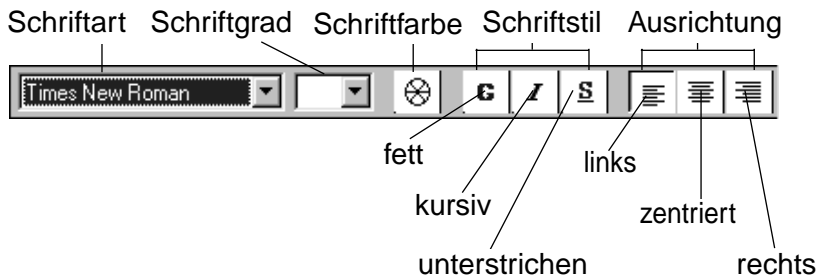 Schriftart Schriftgrad Schriftfarbe Schriftstil Ausrichtung
Times New Roman G I S
fett
links
kursiv
zentriert
unterstrichen
rechts